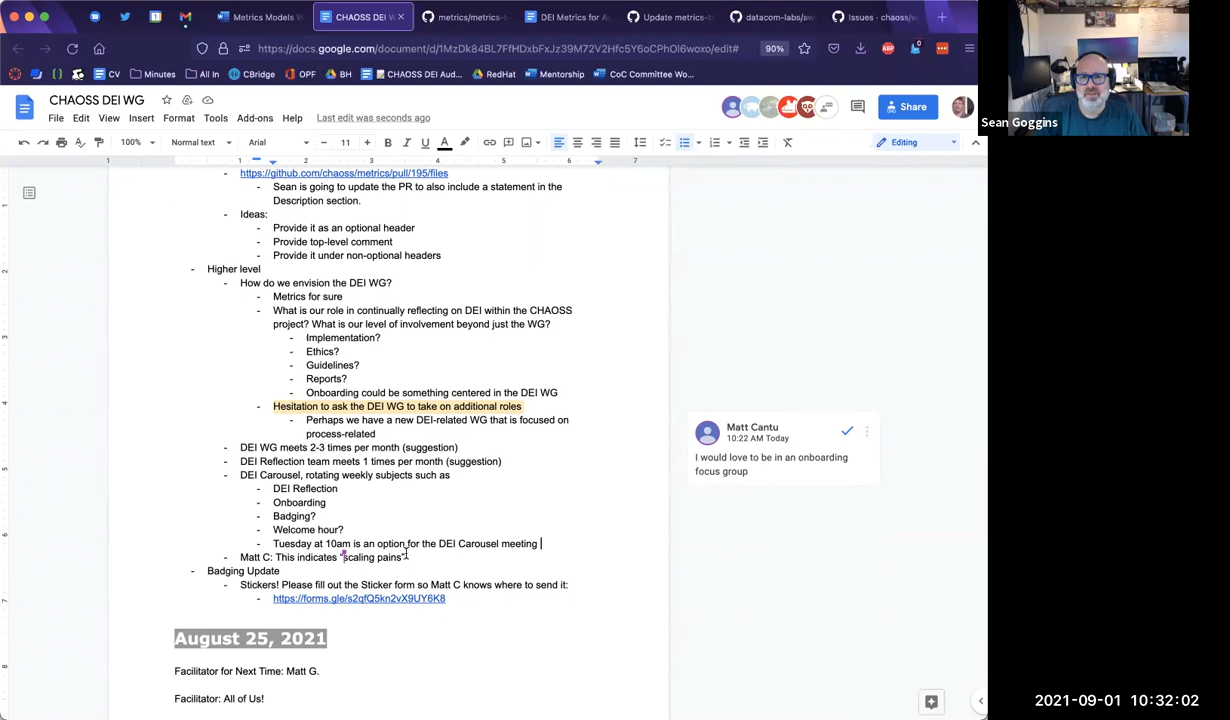 Metrics Models W
CHAOSS DEI W
metrics/metrics-t
DEI Metrics for A
Update metrics-to
datacom-labs/aw
Issues · chaoss/w
https://docs.google.com/document/d/1MzDk84BL7FfHDxbFxJz39M72V2Hfc5Y6oCPhOl6woxo/edit#
90%
CV
Minutes
All In
CBridge
OPF
BH
CHAOSS DEI Aud...
RedHat
Mentorship
CoC Committee Wo...
CHAOSS DEI WG
File Edit View Insert Format Tools Add-ons Help Last edit was seconds ago
Share
100% Normal text Arial 11 Editing
1 1 2 3 4 5 6 7
- https://github.com/chaoss/metrics/pull/195/files
- Sean is going to update the PR to also include a statement in the
Description section.
- Ideas:
- Provide it as an optional header
- Provide top-level comment
- Provide it under non-optional headers
- Higher level
- How do we envision the DEI WG?
- Metrics for sure
- What is our role in continually reflecting on DEI within the CHAOSS
project? What is our level of involvement beyond just the WG?
- Implementation?
- Ethics?
- Guidelines?
- Reports?
- Onboarding could be something centered in the DEI WG
- Hesitation to ask the DEI WG to take on additional roles
- Perhaps we have a new DEI-related WG that is focused on
process-related
- DEI WG meets 2-3 times per month (suggestion)
- DEI Reflection team meets 1 times per month (suggestion)
- DEI Carousel, rotating weekly subjects such as
- DEI Reflection
- Onboarding
- Badging?
- Welcome hour?
- Tuesday at 10am is an option for the DEI Carousel meeting
- Matt C: This indicates "scaling pains"
- Badging Update
- Stickers! Please fill out the Sticker form so Matt C knows where to send it:
- https://forms.gle/s2qfQ5kn2vX9UY6K8
August 25, 2021
Facilitator for Next Time: Matt G.
Facilitator: All of Us!
Matt Cantu
10:22 AM Today
I would love to be in an onboarding
focus group
Sean Goggins
2021-09-01 10:32:02